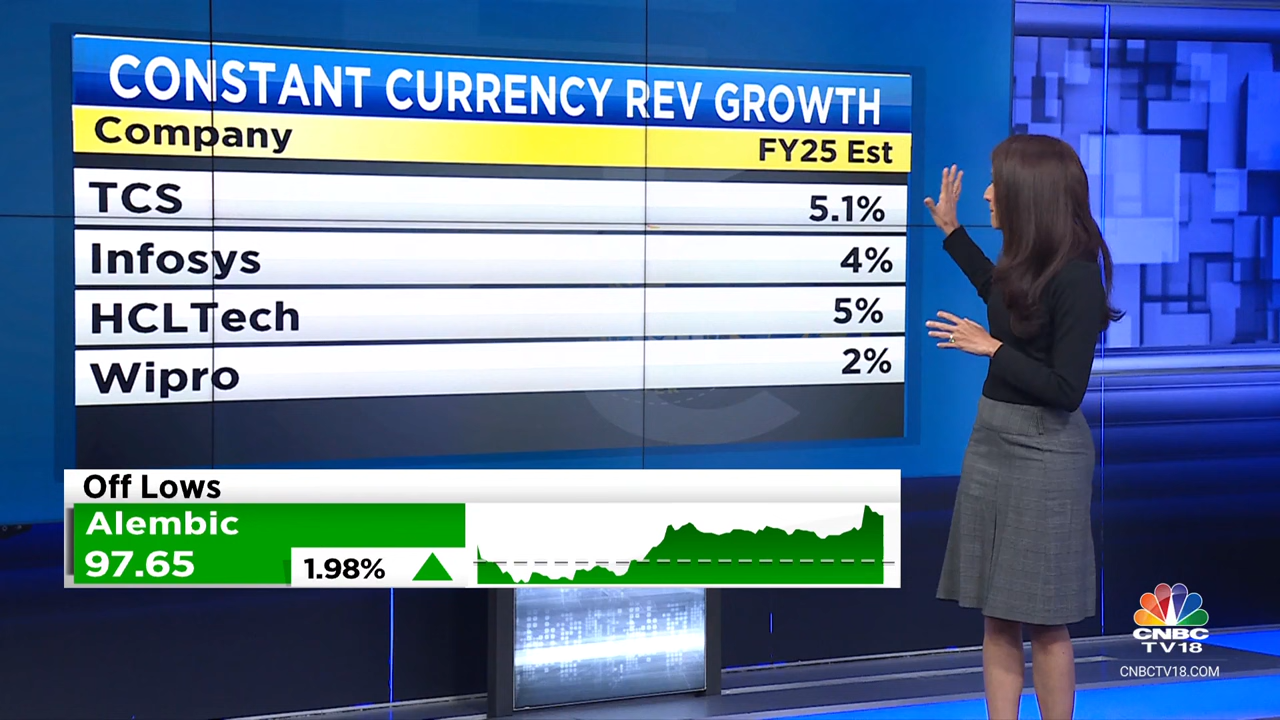 CONSTANT CURRENCY REV GROWTH
Company FY25 Est
TCS 5.1%
Infosys 4%
HCLTech 5%
Wipro 2%
Off Lows
Alembic
97.65 1.98%
CNBC
TV18
CNBCTV18.COM